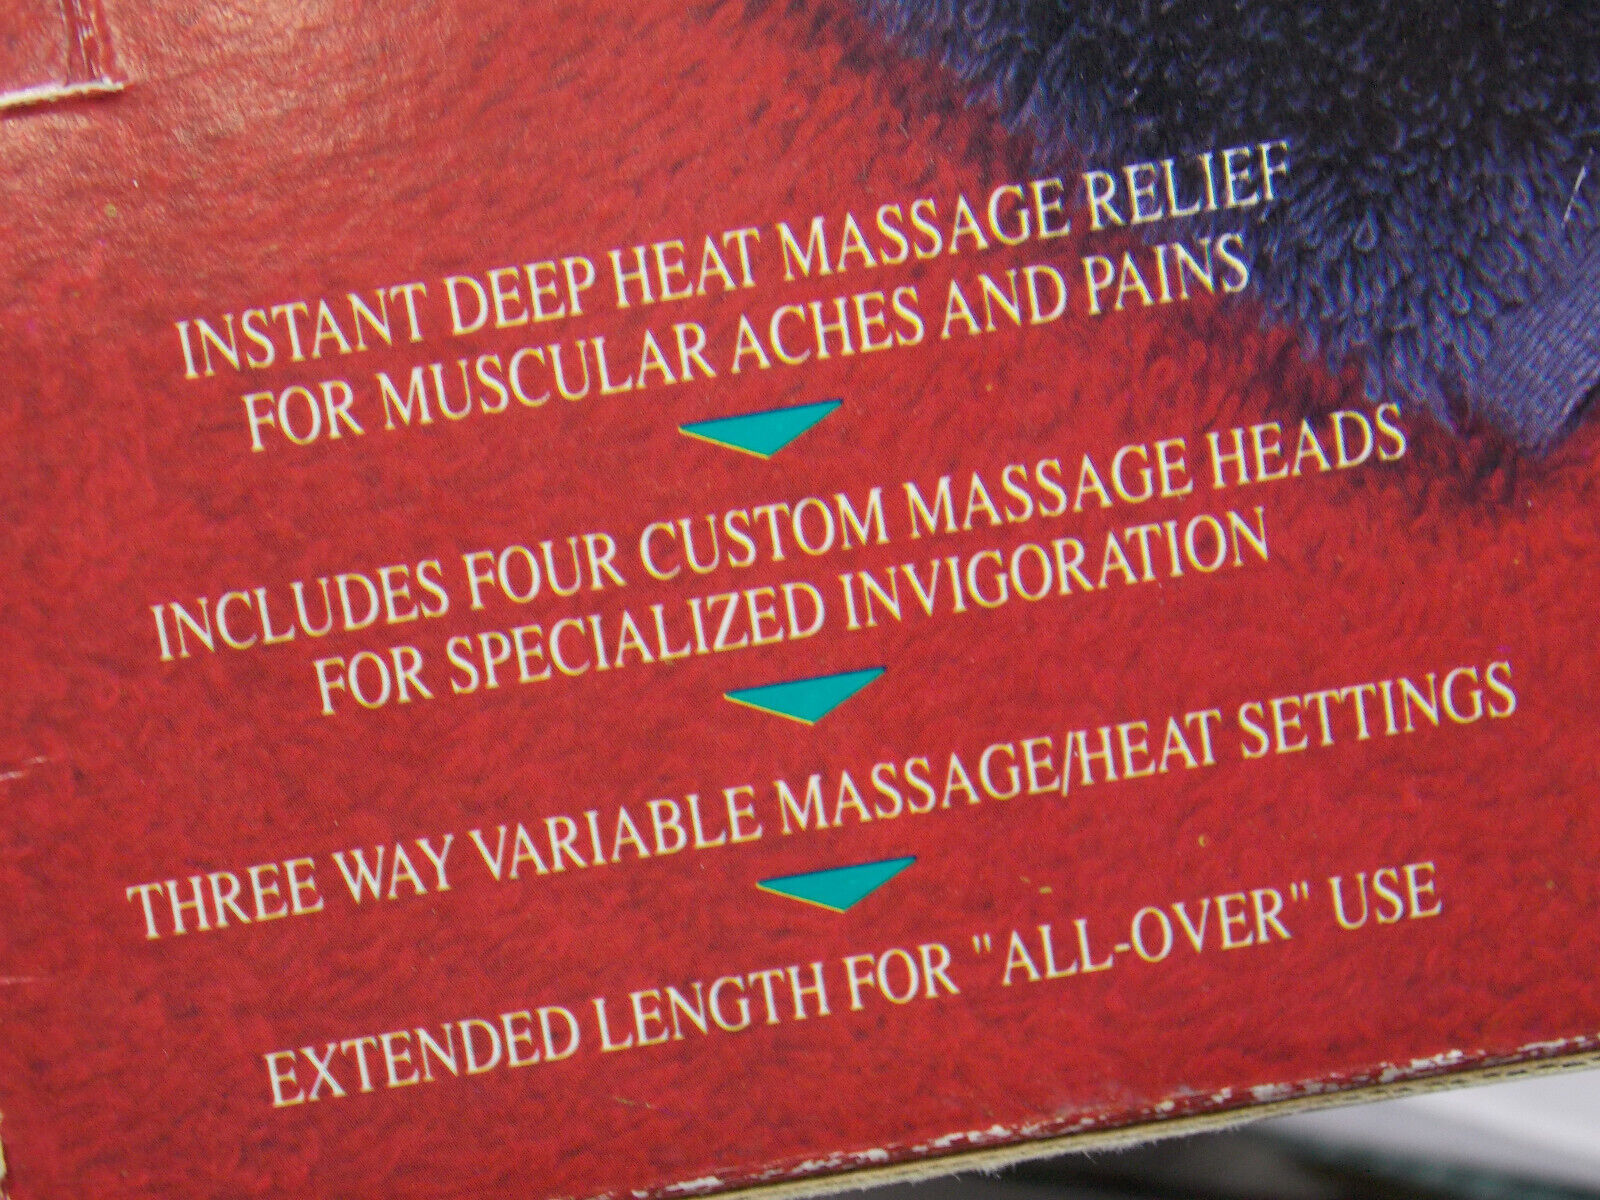 INSTANT DEEP HEAT MASSAGE RELIEF
FOR MUSCULAR ACHES AND PAINS
INCLUDES FOUR CUSTOM MASSAGE HEADS
FOR SPECIALIZED INVIGORATION
THREE WAY VARIABLE MASSAGE/HEAT SETTINGS
EXTENDED LENGTH FOR "ALL-OVER" USE